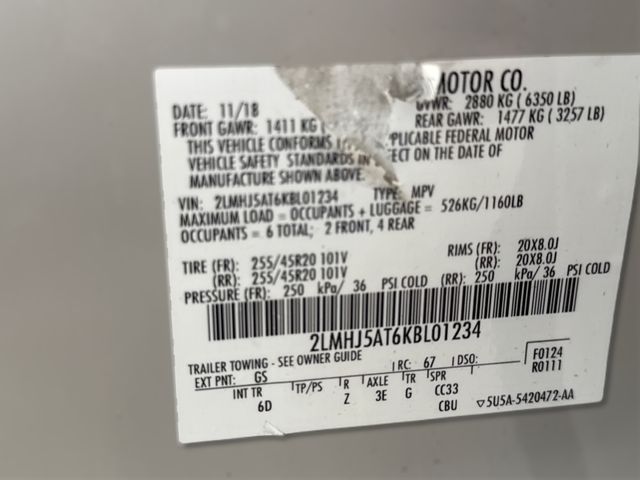 MOTOR CO.
DATE: 11/18 GVWR: 2880 KG ( 6350 LB)
FRONT GAWR: 1411 KG ( REAR GAWR: 1477 KG ( 3257 LB)
THIS VEHICLE CONFORMS PLICABLE FEDERAL MOTOR
VEHICLE SAFETY STANDARDS IN ECT ON THE DATE OF
MANUFACTURE SHOWN ABOVE.
VIN: 2LMHJ5AT6KBL01234 TYPE: MPV
MAXIMUM LOAD = OCCUPANTS + LUGGAGE = 526KG/1160LB
OCCUPANTS = 6 TOTAL; 2 FRONT, 4 REAR
TIRE (FR): 255/45R20 101V RIMS (FR): 20X8.0J
(RR): 255/45R20 101V (RR): 20X8.0J
PRESSURE (FR): 250 kPa/ 36 PSI COLD (RR): 250 kPa/ 36 PSI COLD
2LMHJ5AT6KBL01234
TRAILER TOWING - SEE OWNER GUIDE
EXT PNT: GS RC: 67 DSO: F0124
R0111
INT TR TP/PS R AXLE TR SPR
6D Z 3E G CC33
CBU ▽5U5A-5420472-AA